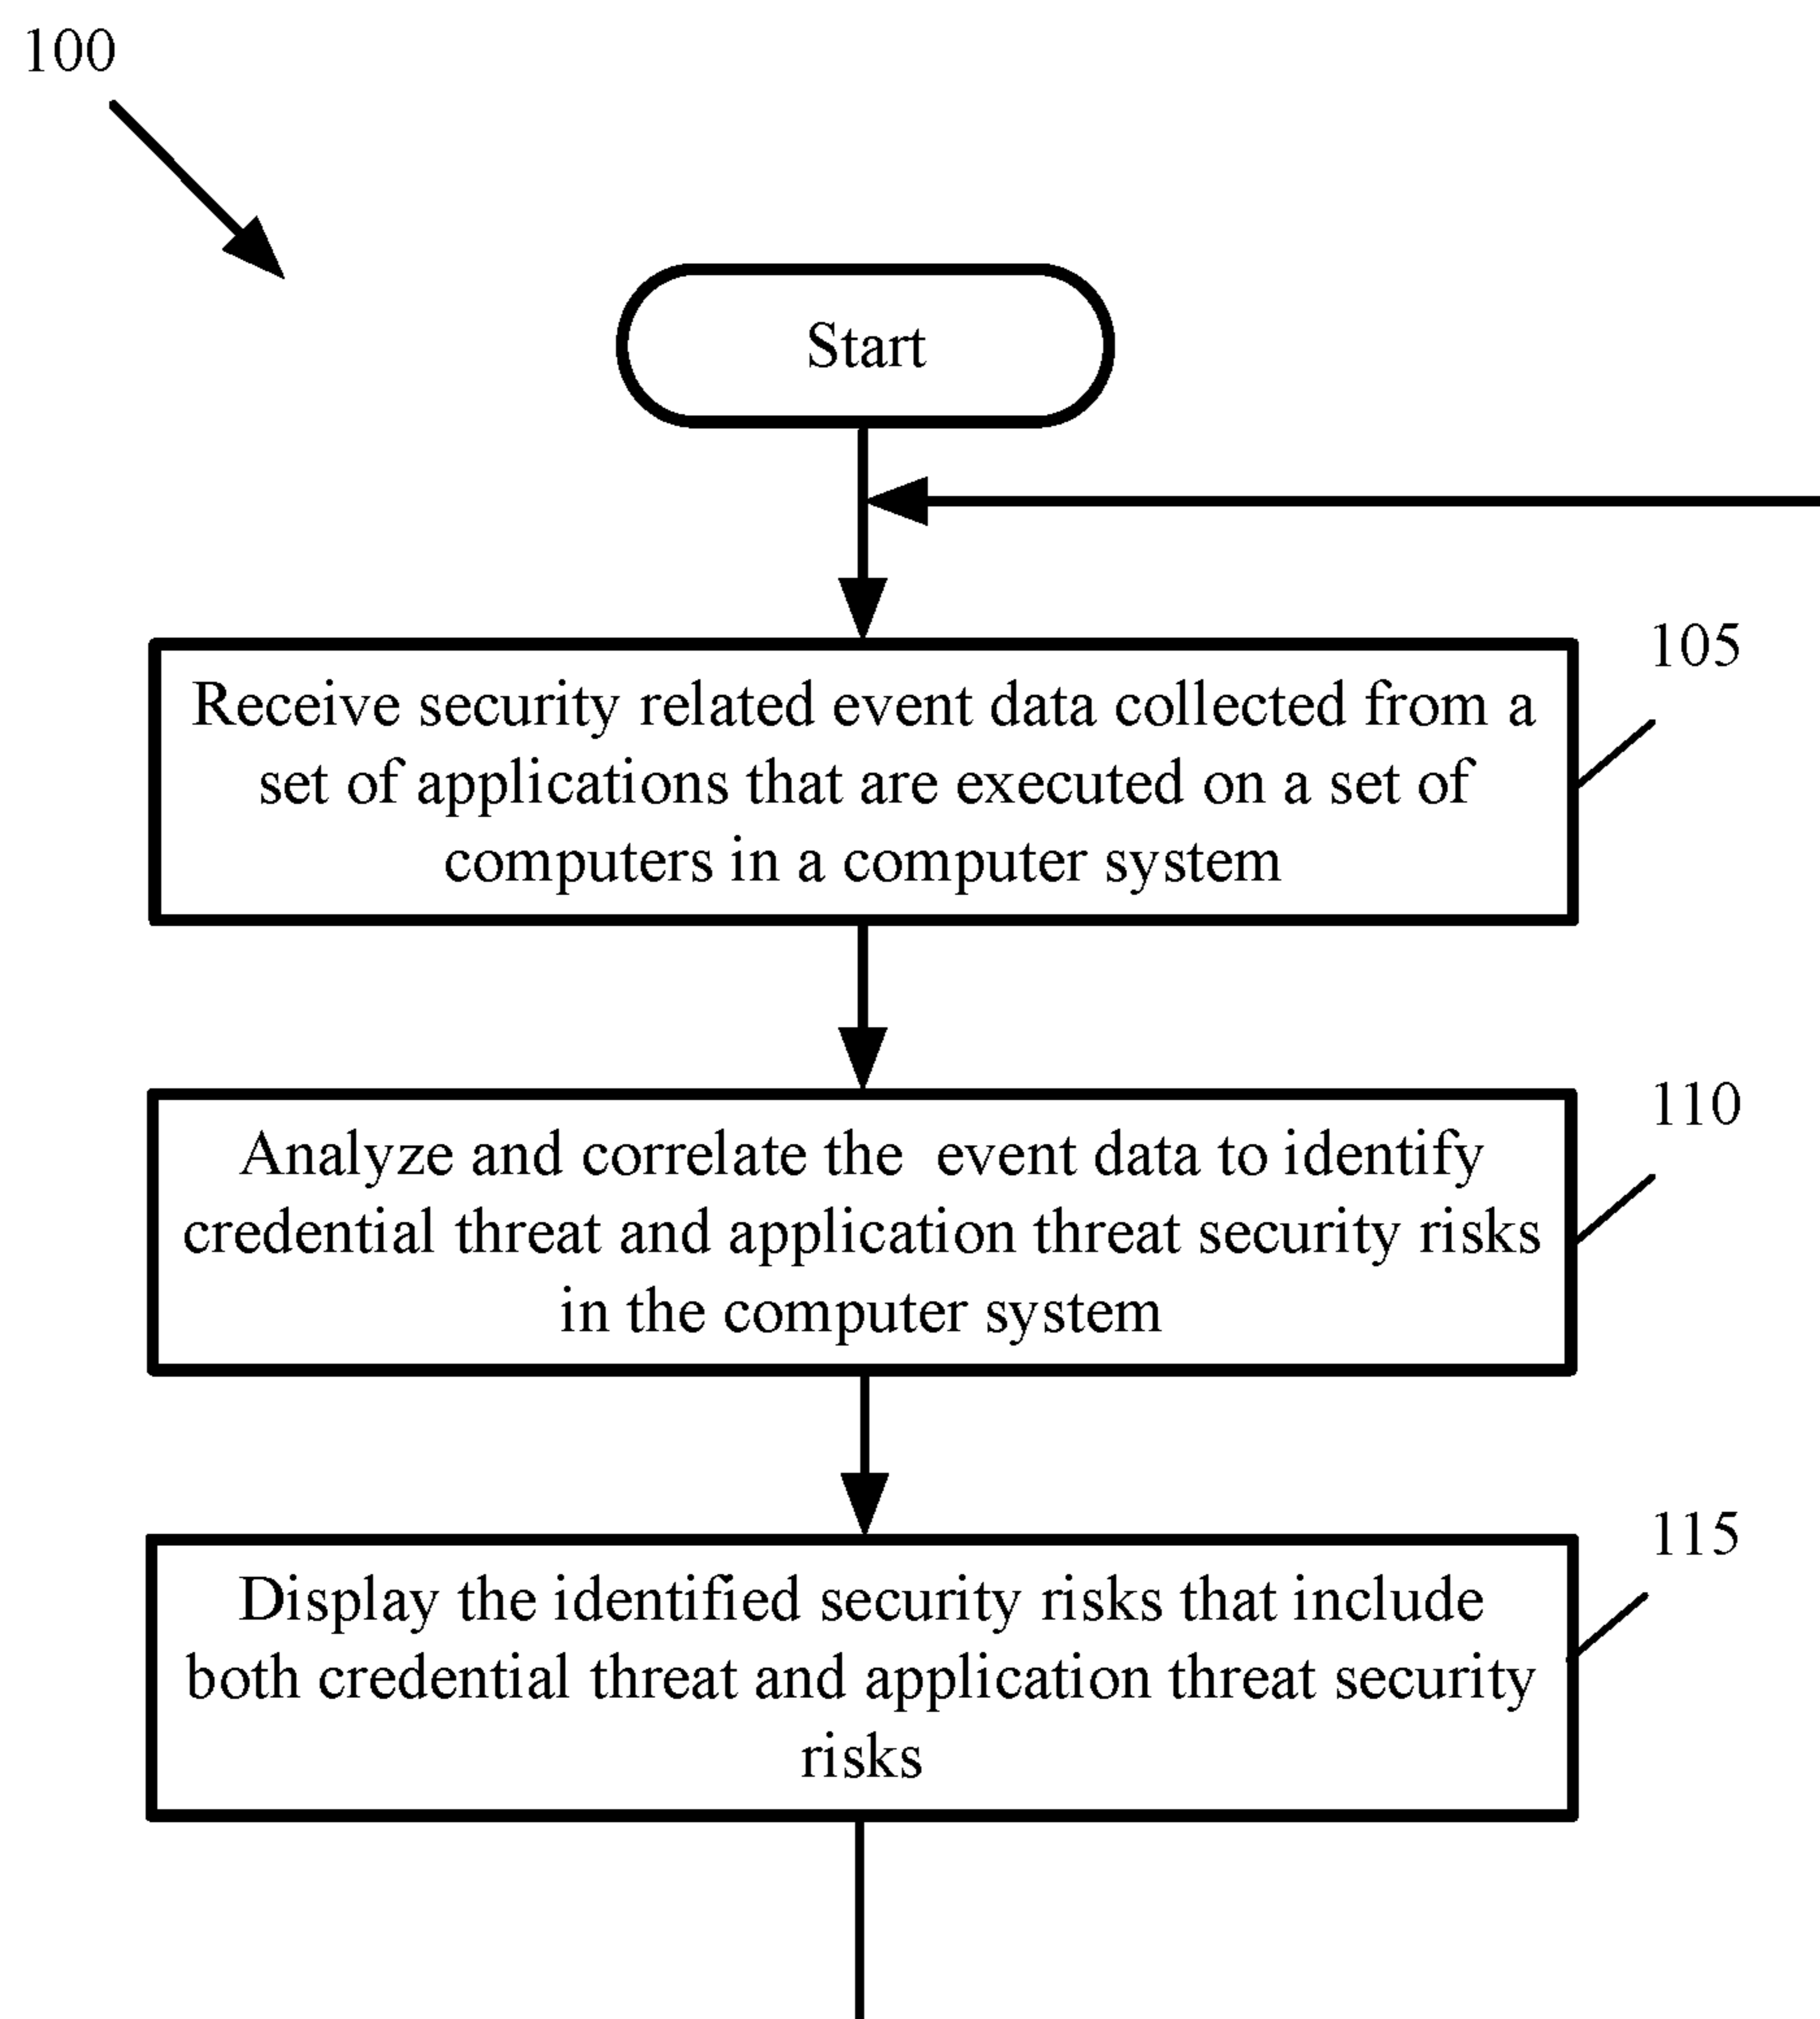 100
Start
105
Receive security related event data collected from a
set of applications that are executed on a set of
computers in a computer system
110
Analyze and correlate the  event data to identify
credential threat and application threat security risks
in the computer system
115
Display the identified security risks that include
both credential threat and application threat security
risks